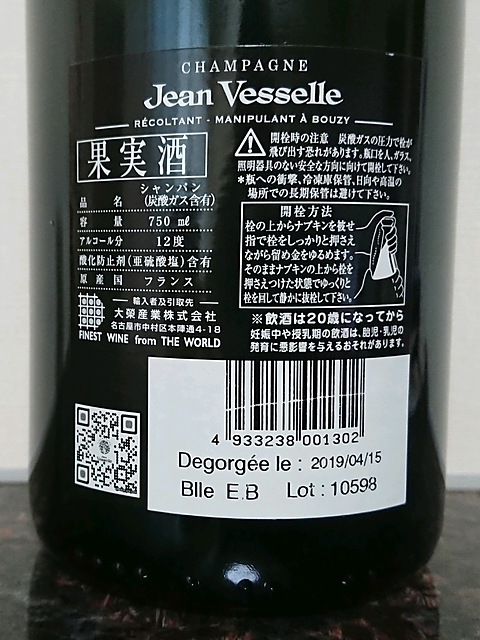 CHAMPAGNE
Jean Vesselle
RÉCOLTANT - MANIPULANT À BOUZY
果実酒
品 名 シャンパン(炭酸ガス含有)
容 量 750 ㎖
アルコール分 12度
酸化防止剤(亜硫酸塩)含有
原産国 フランス
輸入者及引取先
大榮産業株式会社
名古屋市中村区本陣通4-18
FINEST WINE from THE WORLD
開栓時の注意 炭酸ガスの圧力で栓が
飛び出す恐れがあります。瓶口を人、ガラス、
照明器具のない安全な方向に向けて開栓して下さい。
*瓶への衝撃、冷凍庫保管、日向や高温の
場所での長期保管は避けて下さい。
開栓方法
栓の上からナプキンを被せ
指で栓をしっかりと押さえ
ながら留め金をゆるめます。
そのままナプキンの上から栓を
押さえつけた状態でゆっくりと
栓を回して静かに抜栓して下さい。
※飲酒は20歳になってから
妊娠中や授乳期の飲酒は、胎児・乳児の
発育に悪影響を与えるおそれがあります。
4 933238 001302
Degorgée le : 2019/04/15
Blle E.B Lot : 10598